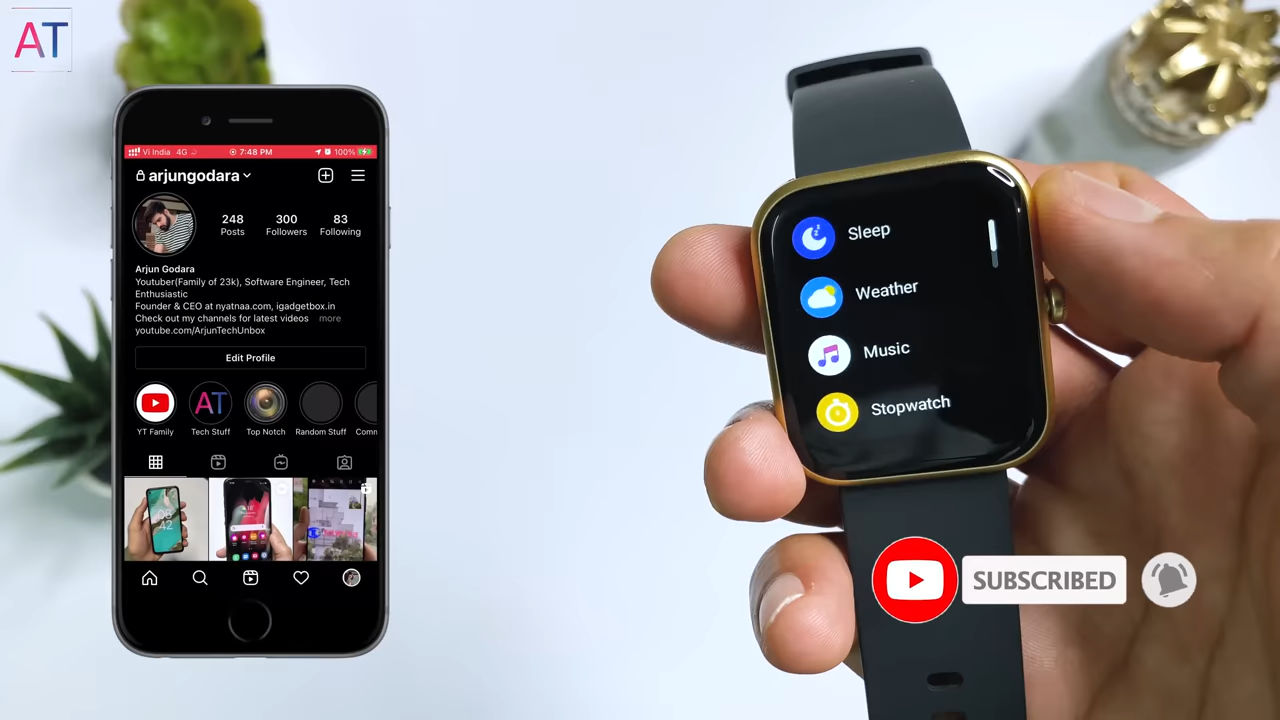 AT
Vi India 4G 7:48 PM 100%
arjungodara
248 300 83
Posts Followers Following
Arjun Godara
Youtuber(Family of 23k), Software Engineer, Tech
Enthusiastic
Founder & CEO at nyatnaa.com, igadgetbox.in
Check out my channels for latest videos more
youtube.com/ArjunTechUnbox
Edit Profile
AT
YT Family Tech Stuff Top Notch Random Stuff Comm
Sleep
Weather
Music
Stopwatch
SUBSCRIBED